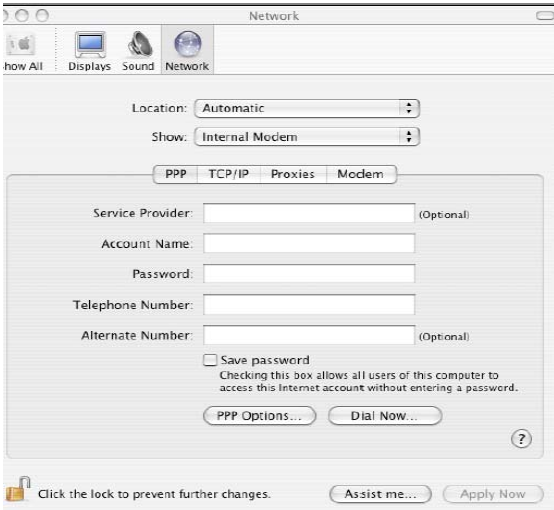 Network
how All Displays Sound Network
Location: Automatic
Show: Internal Modem
PPP TCP/IP Proxies Modem
Service Provider: (Optional)
Account Name:
Password:
Telephone Number:
Alternate Number: (Optional)
Save password
Checking this box allows all users of this computer to
access this Internet account without entering a password.
PPP Options... Dial Now...
?
Click the lock to prevent further changes. Assist me... Apply Now